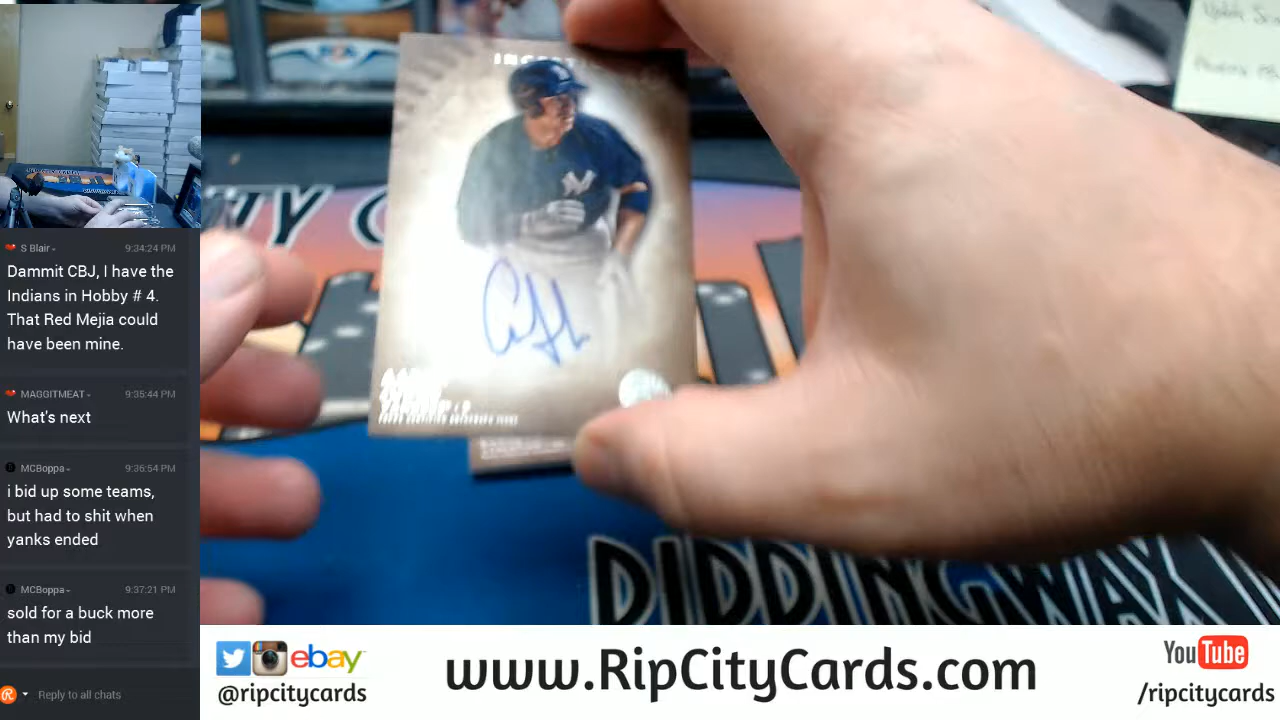 S Blair
9:34:24 PM
Dammit CBJ, I have the
Indians in Hobby # 4.
That Red Mejia could
have been mine.
MAGGITMEAT
9:35:44 PM
What's next
MCBoppa
9:36:54 PM
i bid up some teams,
but had to shit when
yanks ended
MCBoppa
9:37:21 PM
sold for a buck more
than my bid
Reply to all chats
NY
DIDDINGWAX
ebay
@ripcitycards
www.RipCityCards.com
YouTube
/ripcitycards